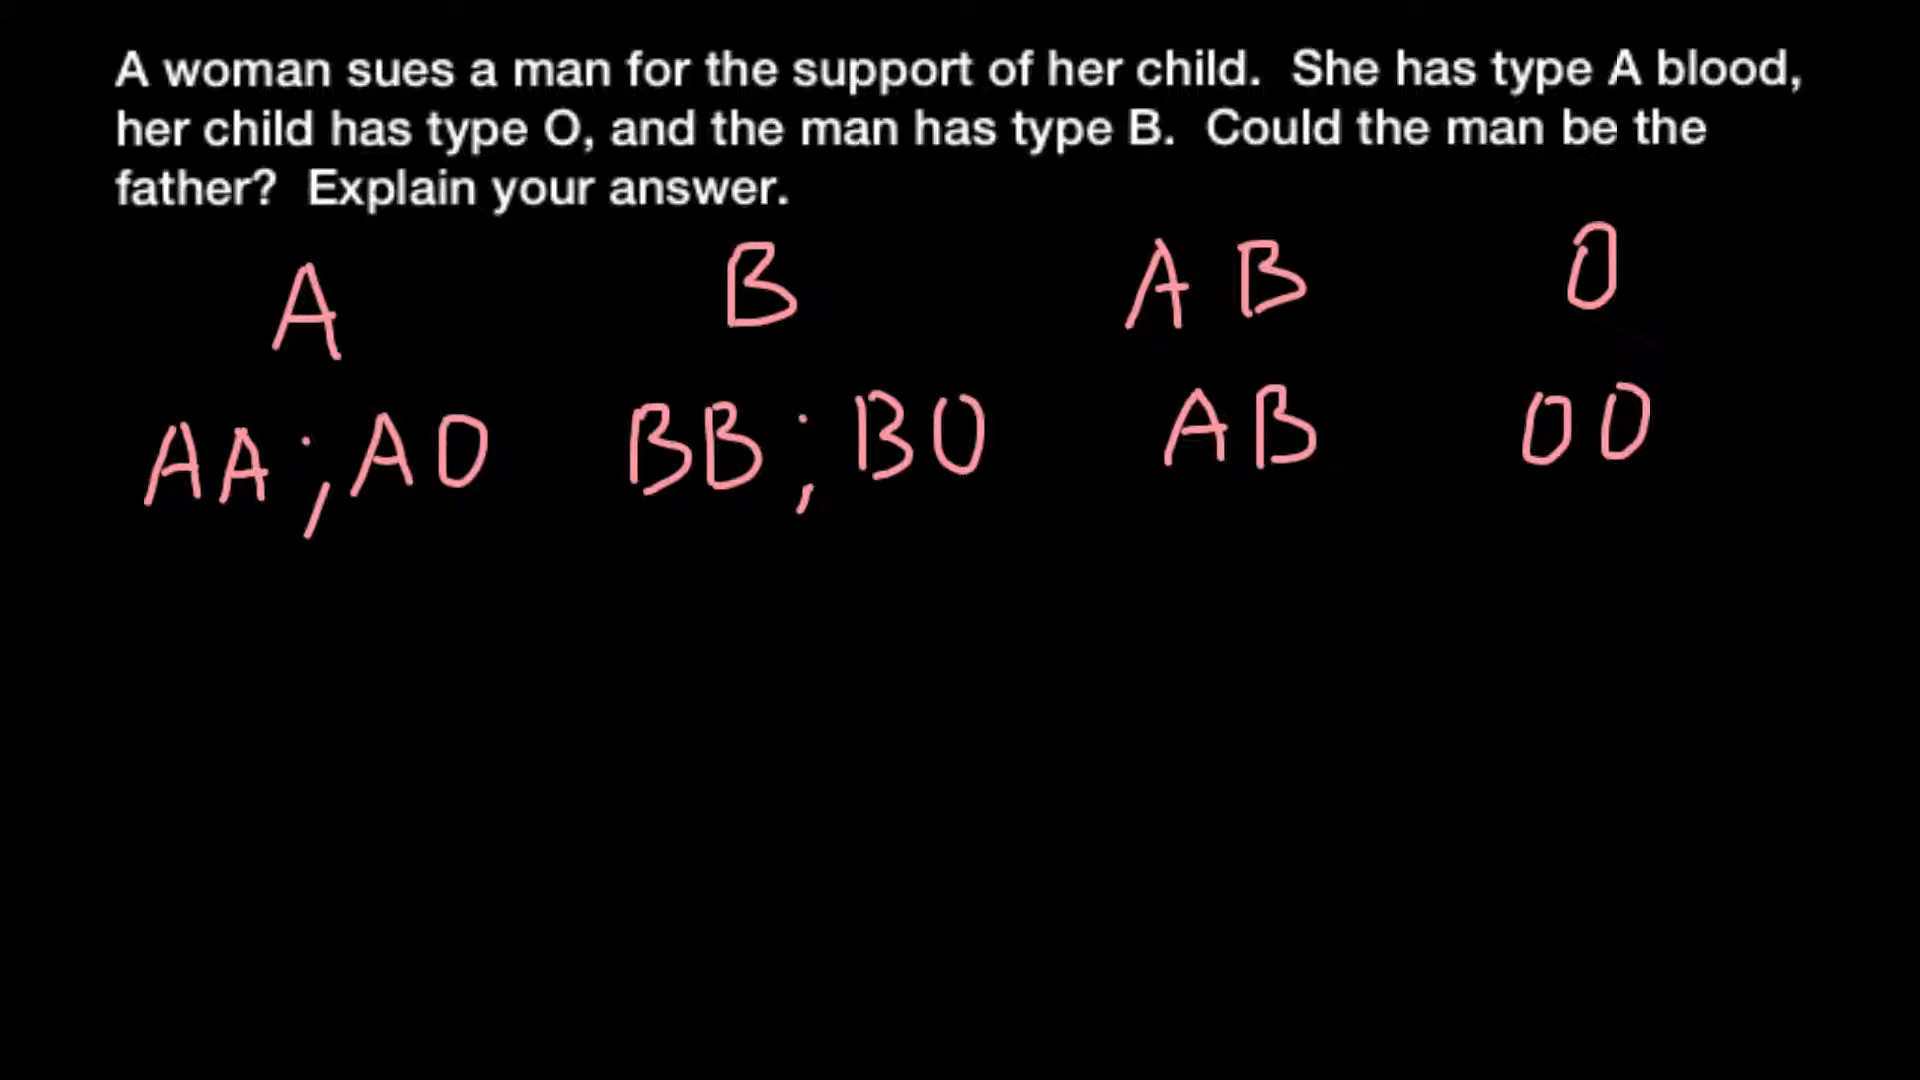 A woman sues a man for the support of her child. She has type A blood,
her child has type O, and the man has type B. Could the man be the
father? Explain your answer.
A B AB O
AA; AO BB; BO AB OO